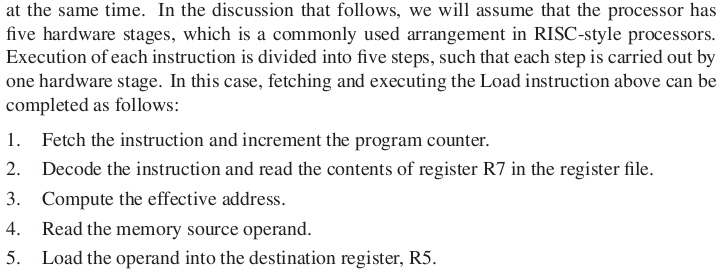 at the same time. In the discussion that follows, we will assume that the processor has
five hardware stages, which is a commonly used arrangement in RISC-style processors.
Execution of each instruction is divided into five steps, such that each step is carried out by
one hardware stage. In this case, fetching and executing the Load instruction above can be
completed as follows:
1. Fetch the instruction and increment the program counter.
2. Decode the instruction and read the contents of register R7 in the register file.
3. Compute the effective address.
4. Read the memory source operand.
5. Load the operand into the destination register, R5.